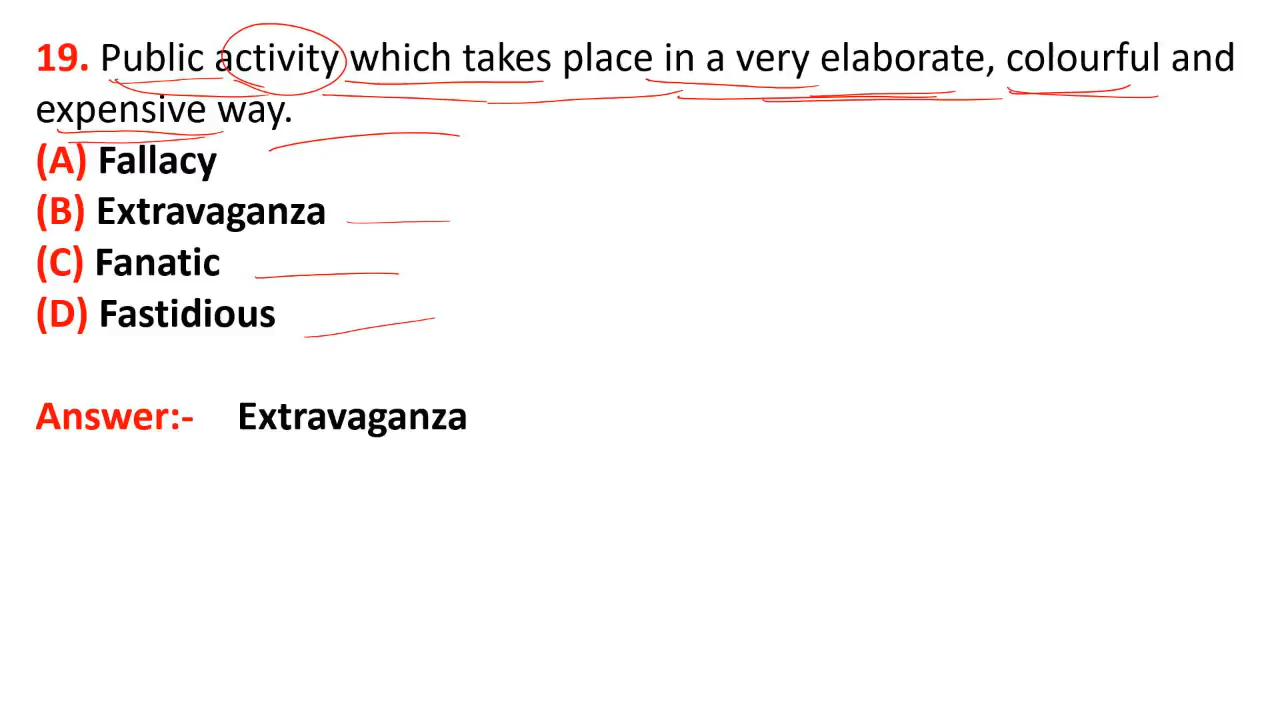 19. Public activity which takes place in a very elaborate, colourful and
expensive way.
(A) Fallacy
(B) Extravaganza
(C) Fanatic
(D) Fastidious
Answer:- Extravaganza